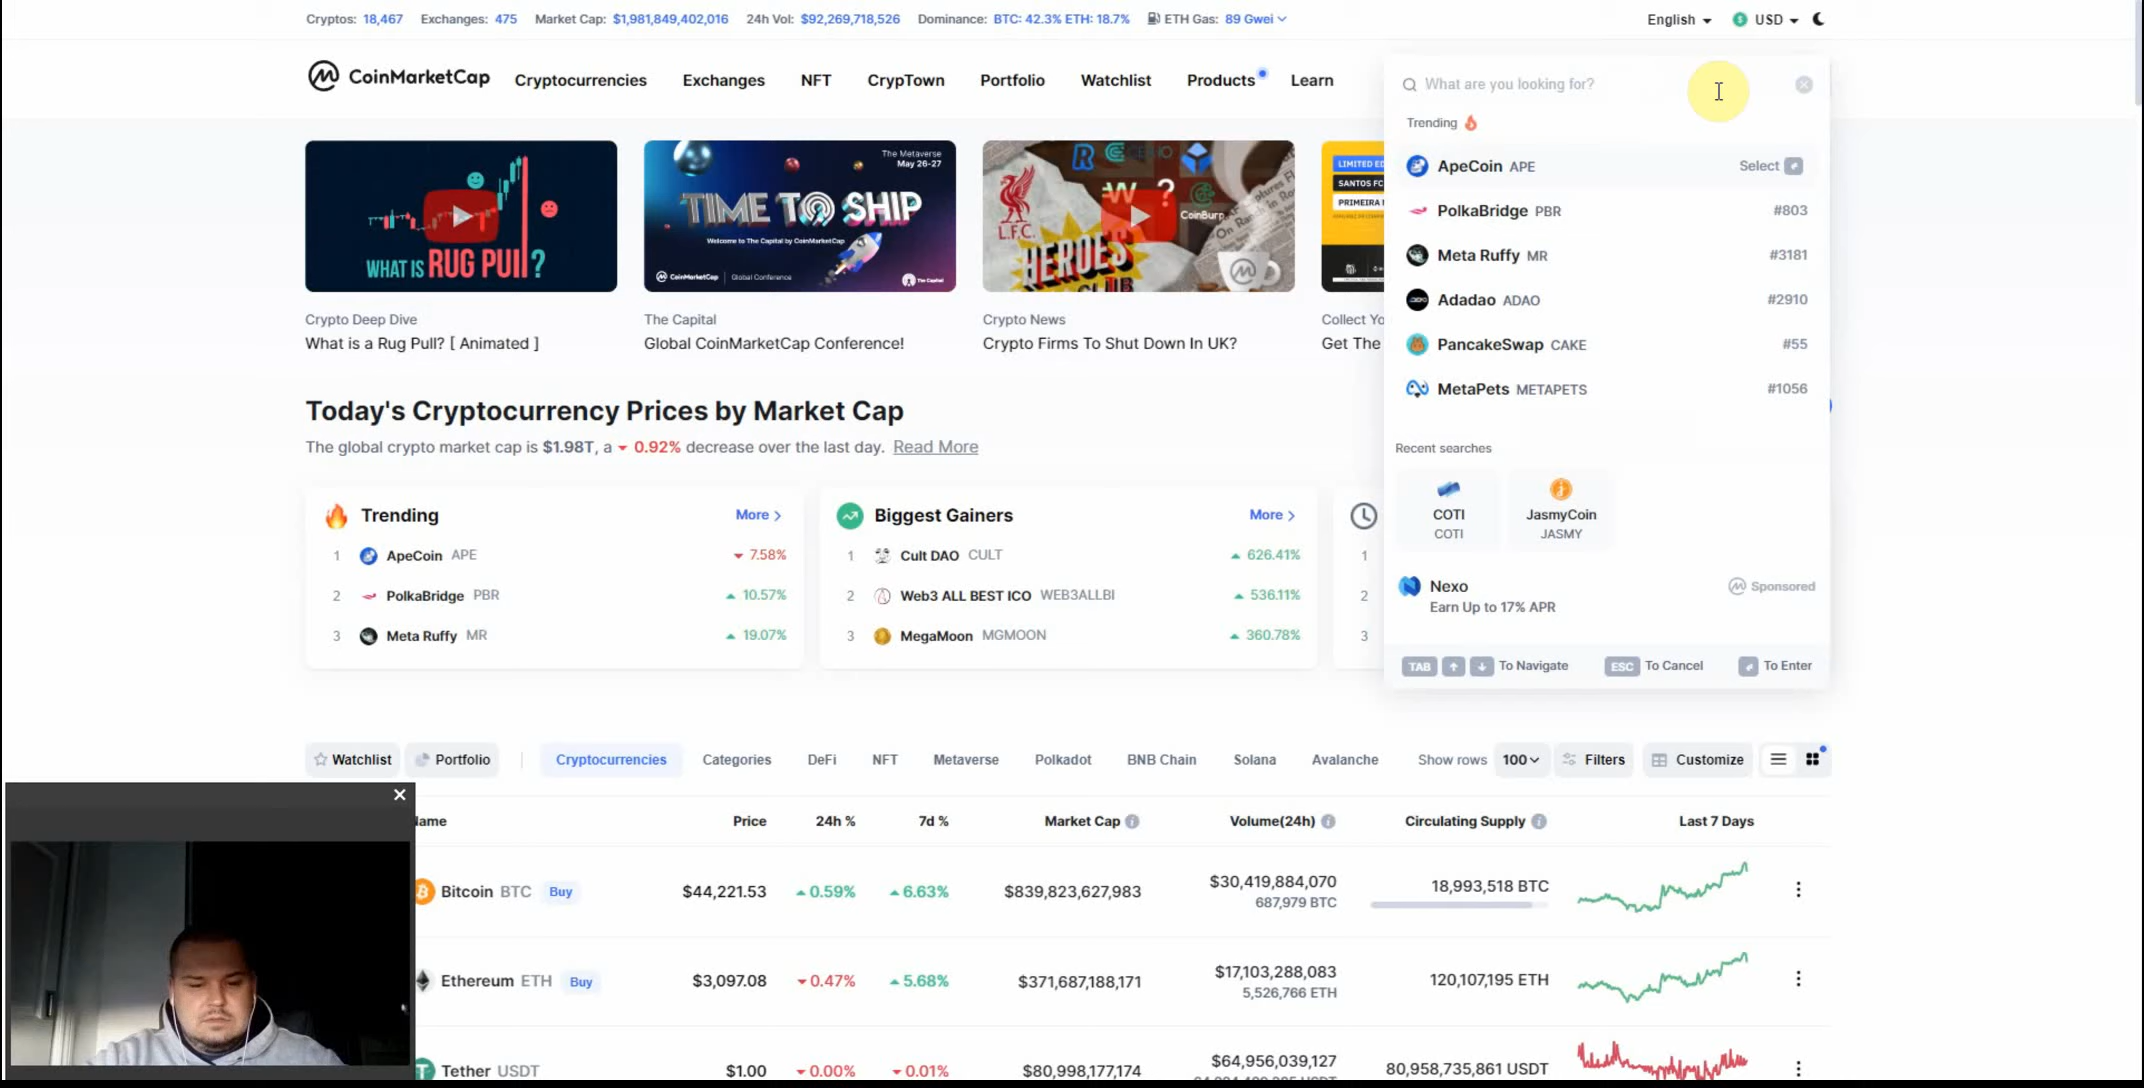 Cryptos: 18,467 Exchanges: 475 Market Cap: $1,981,849,402,016 24h Vol: $92,269,718,526 Dominance: BTC: 42.3% ETH: 18.7% ETH Gas: 89 Gwei
English USD
CoinMarketCap
Cryptocurrencies Exchanges NFT CrypTown Portfolio Watchlist Products Learn
What are you looking for?
Trending
ApeCoin APE Select
PolkaBridge PBR #803
Meta Ruffy MR #3181
Adadao ADAO #2910
PancakeSwap CAKE #55
MetaPets METAPETS #1056
Recent searches
COTI
COTI
JasmyCoin
JASMY
Nexo Sponsored
Earn Up to 17% APR
TAB To Navigate ESC To Cancel To Enter
WHAT IS RUG PUll?
Crypto Deep Dive
What is a Rug Pull? [ Animated ]
The Metaverse
May 26-27
TIME TO SHIP
Welcome to The Capital by CoinMarketCap
CoinMarketCap Global Conference The Capital
The Capital
Global CoinMarketCap Conference!
L.F.C.
W ?
CoinBurp
HEROES
CLUB
Crypto News
Crypto Firms To Shut Down In UK?
LIMITED ED
SANTOS FC
PRIMEIRA
Collect Yo
Get The
Today's Cryptocurrency Prices by Market Cap
The global crypto market cap is $1.98T, a 0.92% decrease over the last day. Read More
Trending More
1 ApeCoin APE 7.58%
2 PolkaBridge PBR 10.57%
3 Meta Ruffy MR 19.07%
Biggest Gainers More
1 Cult DAO CULT 626.41%
2 Web3 ALL BEST ICO WEB3ALLBI 536.11%
3 MegaMoon MGMOON 360.78%
1
2
3
Watchlist Portfolio Cryptocurrencies Categories DeFi NFT Metaverse Polkadot BNB Chain Solana Avalanche Show rows 100 Filters Customize
Price 24h % 7d % Market Cap Volume(24h) Circulating Supply Last 7 Days
Bitcoin BTC Buy $44,221.53 0.59% 6.63% $839,823,627,983 $30,419,884,070 18,993,518 BTC
687,979 BTC
Ethereum ETH Buy $3,097.08 0.47% 5.68% $371,687,188,171 $17,103,288,083 120,107,195 ETH
5,526,766 ETH
Tether USDT $1.00 0.00% 0.01% $80,998,177,174 $64,956,039,127 80,958,735,861 USDT